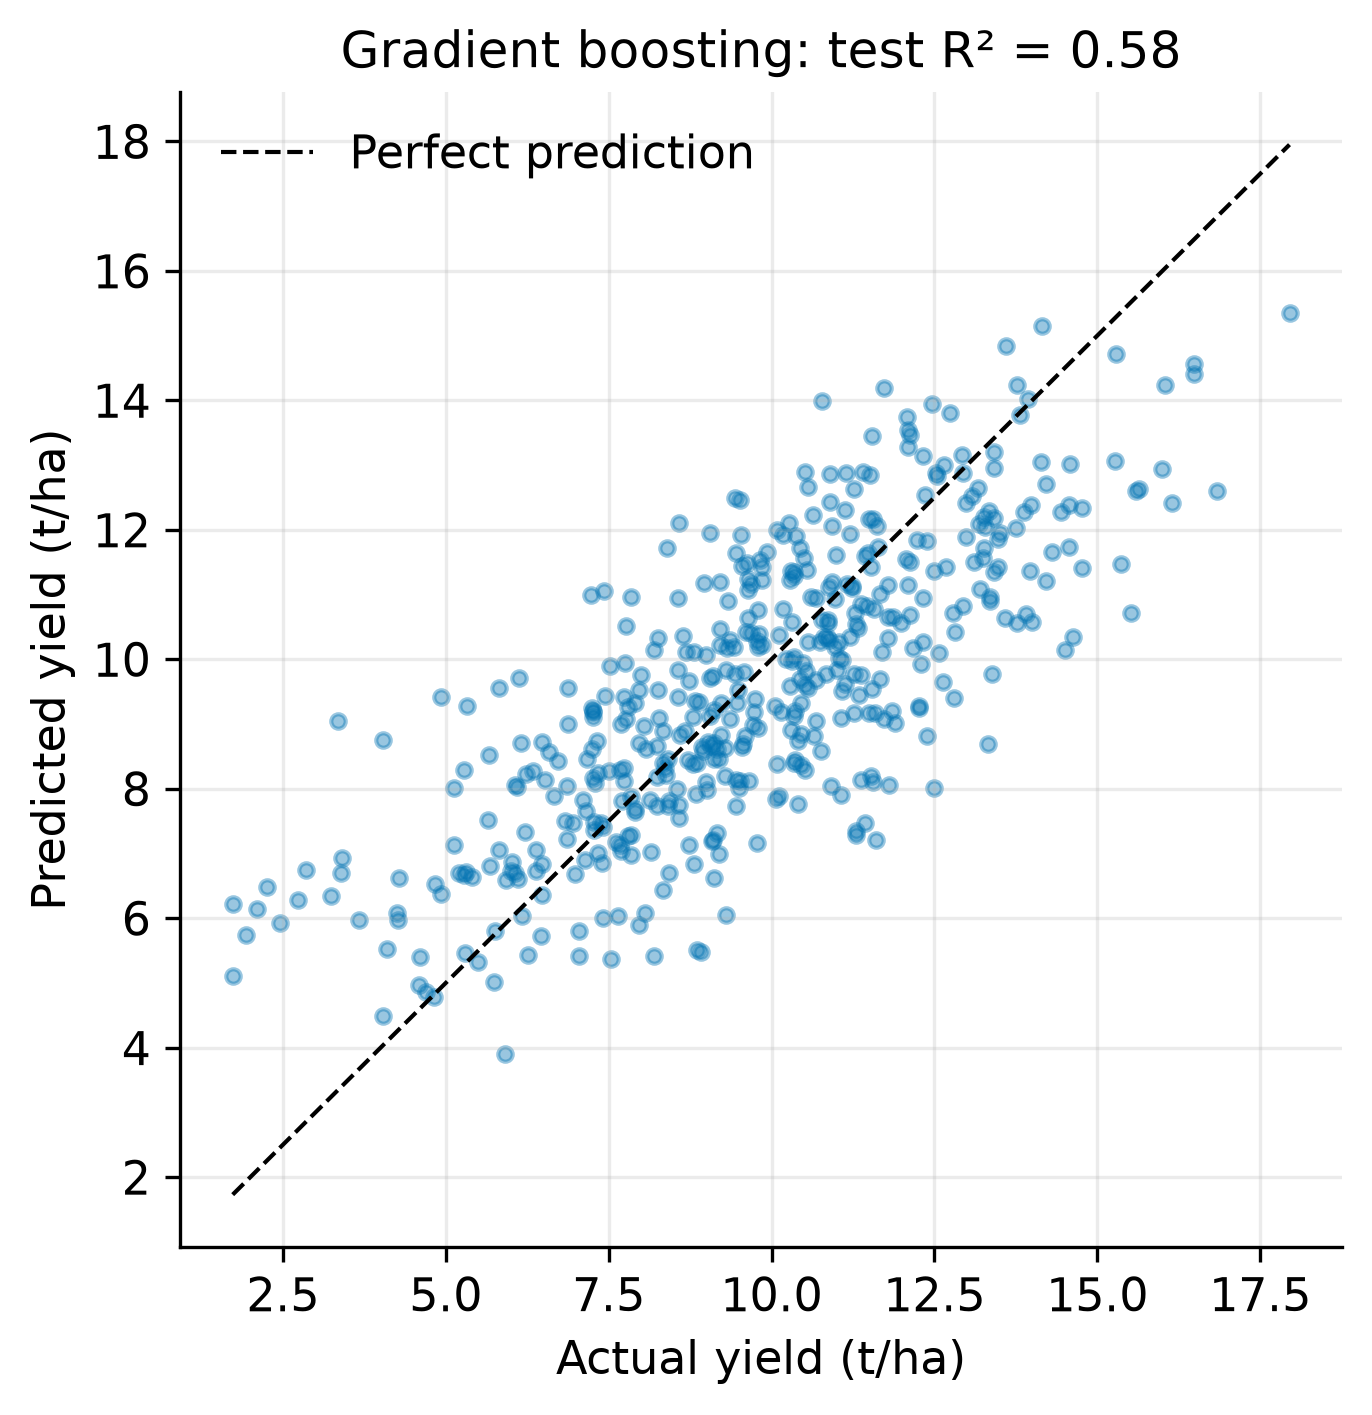 Gradient boosting: test R² = 0.58
Perfect prediction
Predicted yield (t/ha)
18
16
14
12
10
8
6
4
2
2.5 5.0 7.5 10.0 12.5 15.0 17.5
Actual yield (t/ha)